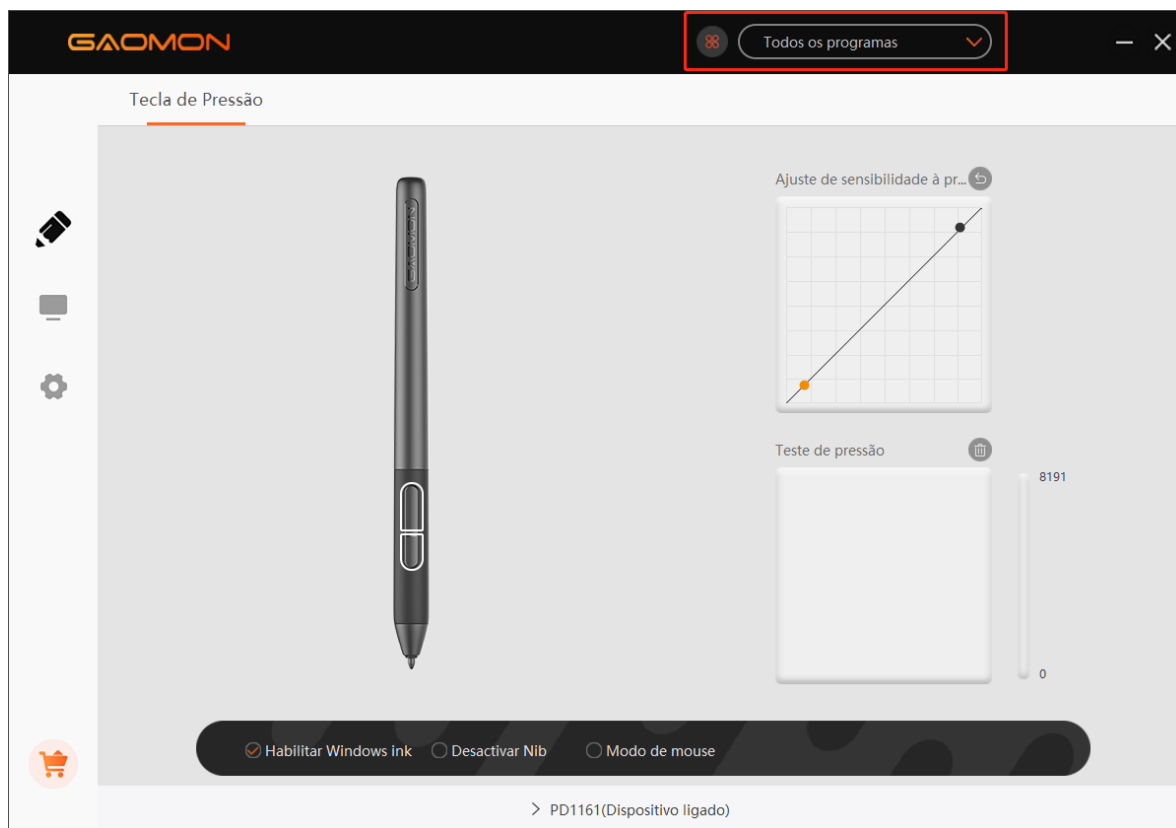 GAOMON
Todos os programas
Tecla de Pressão
Ajuste de sensibilidade à pr...
GAOMON
Teste de pressão
8191
0
Habilitar Windows ink
Desactivar Nib
Modo de mouse
PD1161(Dispositivo ligado)